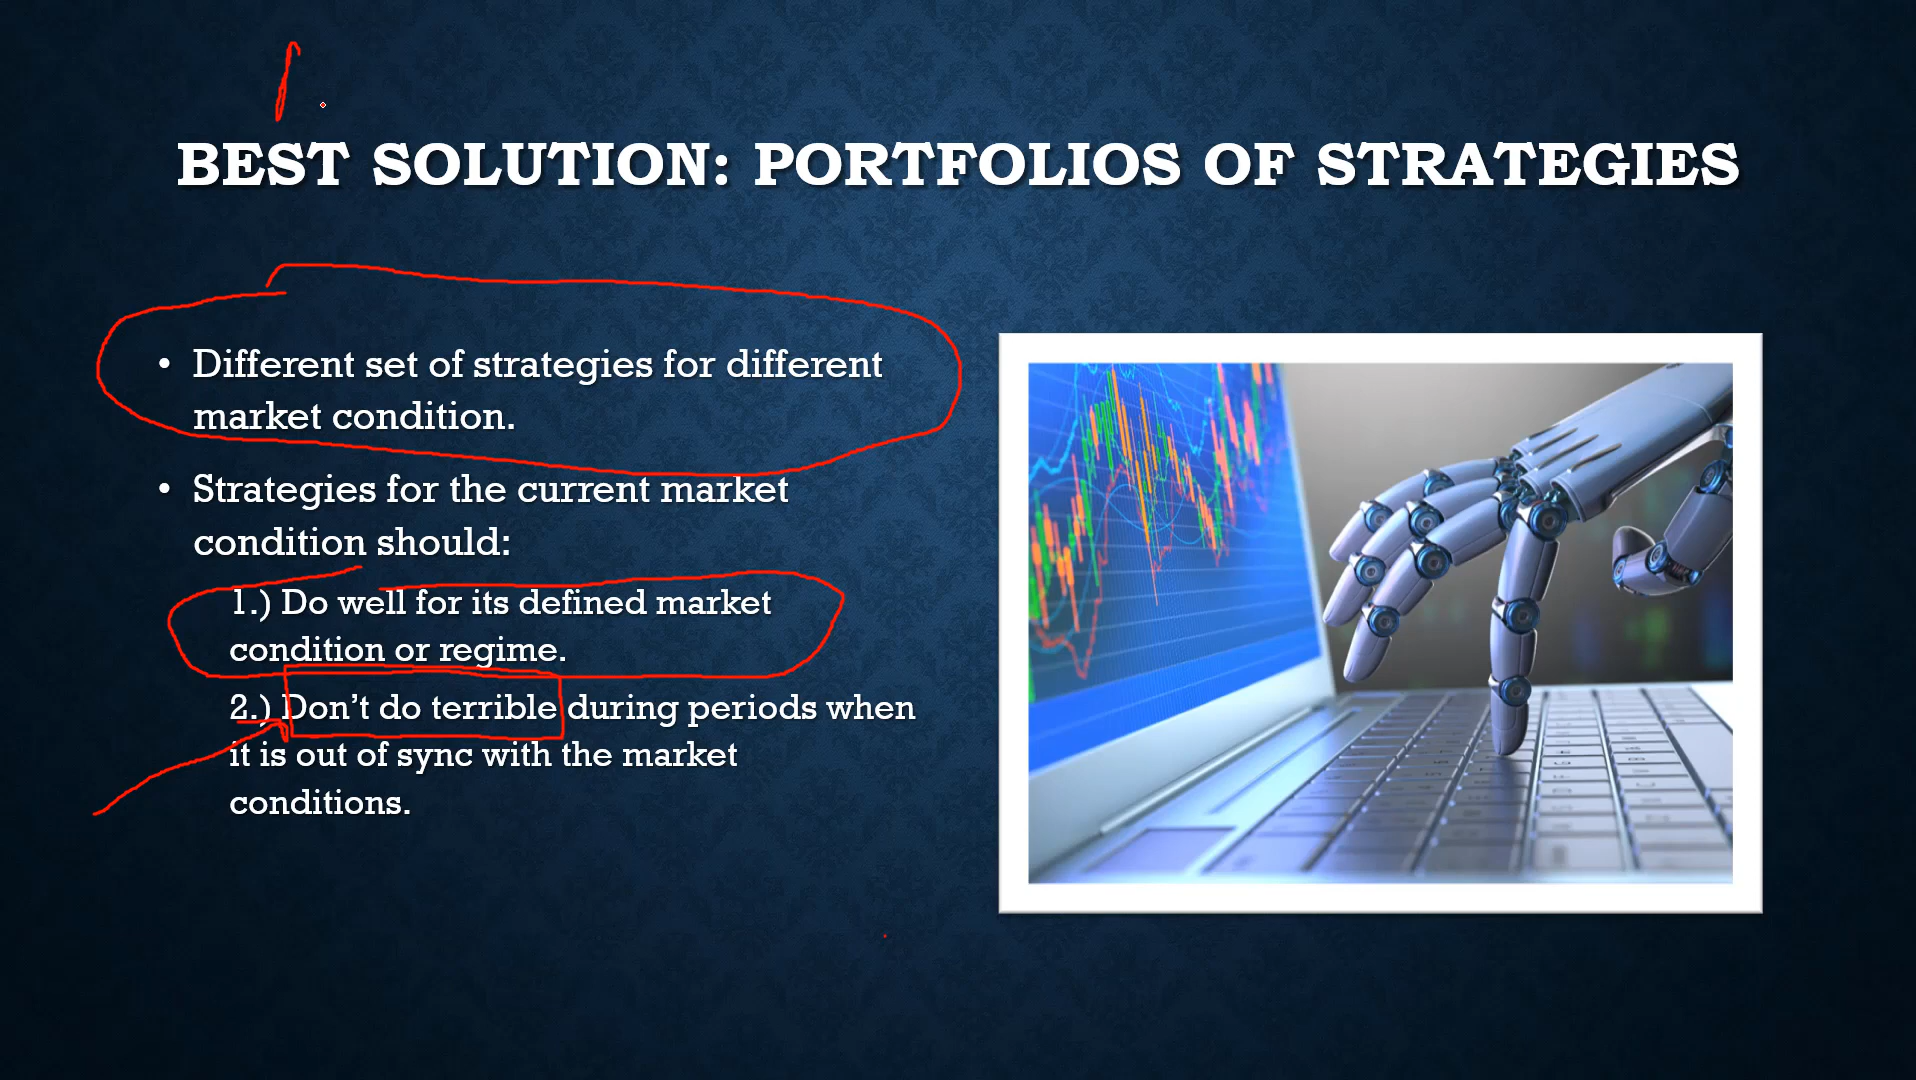 BEST SOLUTION: PORTFOLIOS OF STRATEGIES
• Different set of strategies for different
market condition.
• Strategies for the current market
condition should:
1.) Do well for its defined market
condition or regime.
2.) Don't do terrible during periods when
it is out of sync with the market
conditions.